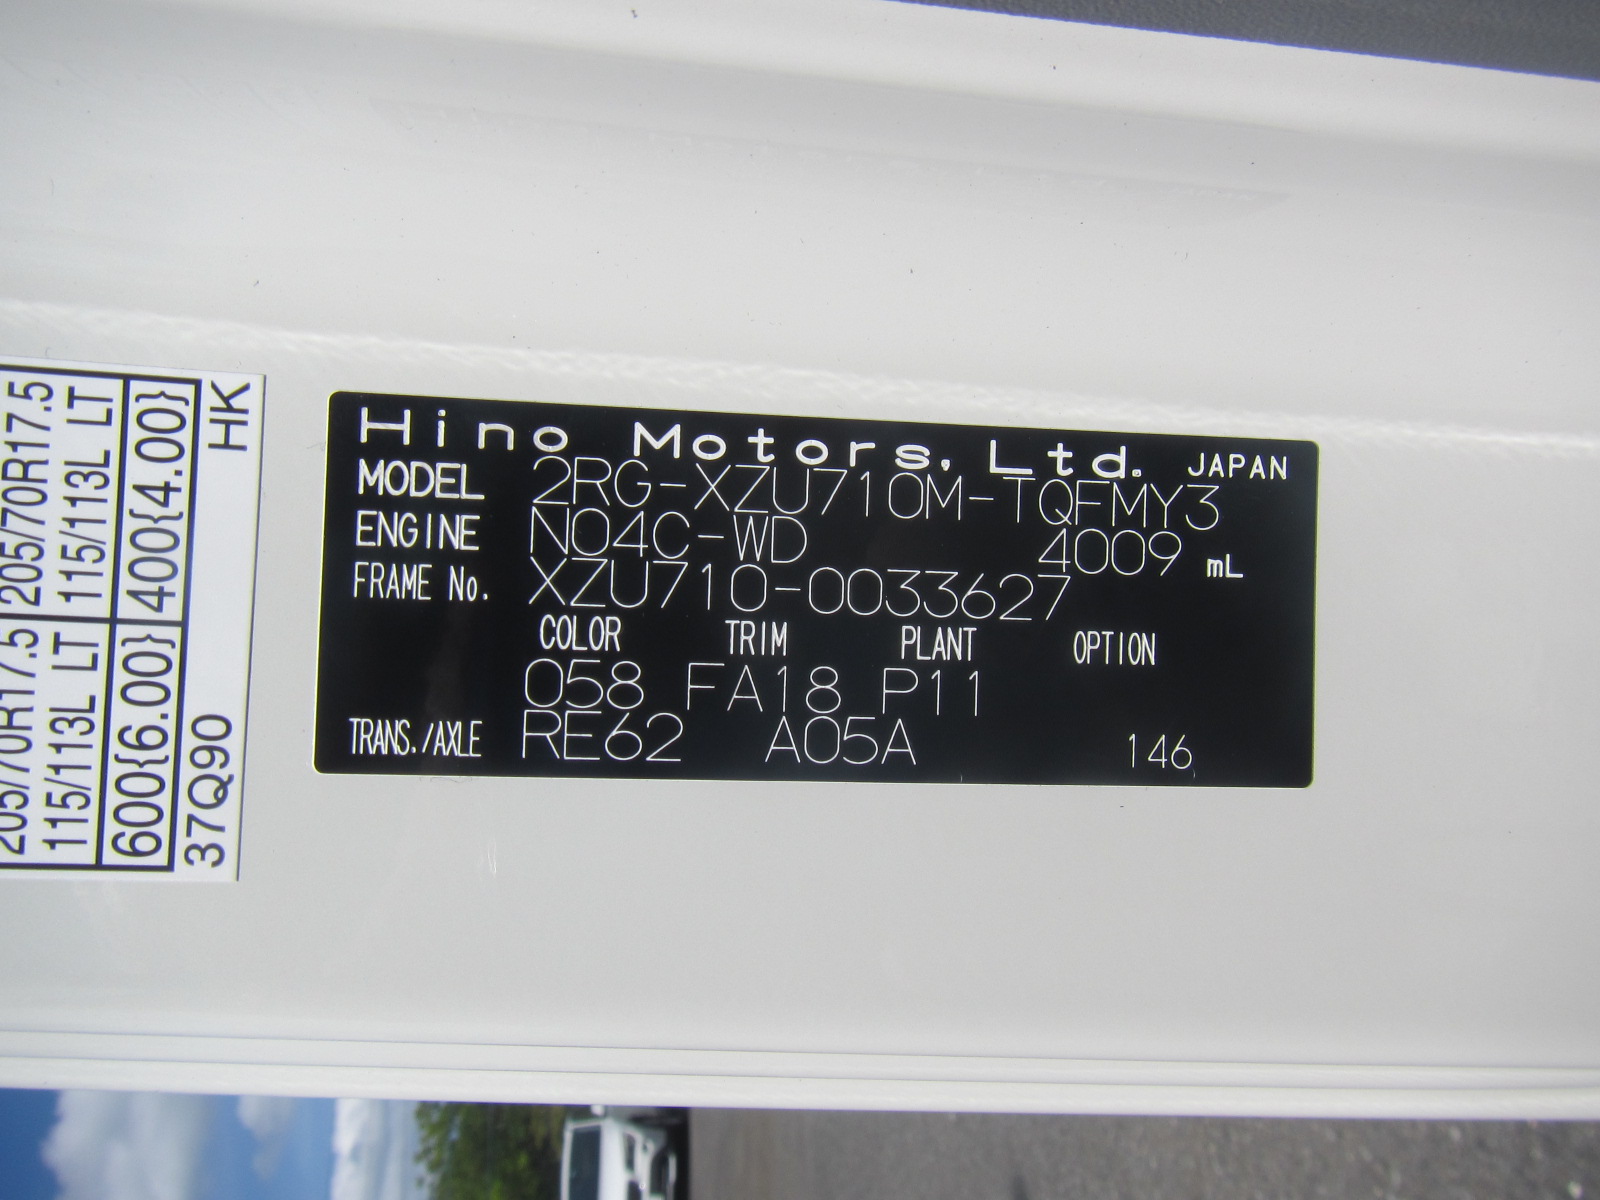 Hino Motors, Ltd. JAPAN
MODEL 2RG-XZU710M-TQFMY3
ENGINE N04C-WD 4009 mL
FRAME No. XZU710-0033627
COLOR TRIM PLANT OPTION
058 FA18 P11
TRANS./AXLE RE62 A05A 146
205/70R17.5 205/70R17.5
115/113L LT 115/113L LT
600{6.00} 400{4.00}
37Q90 HK